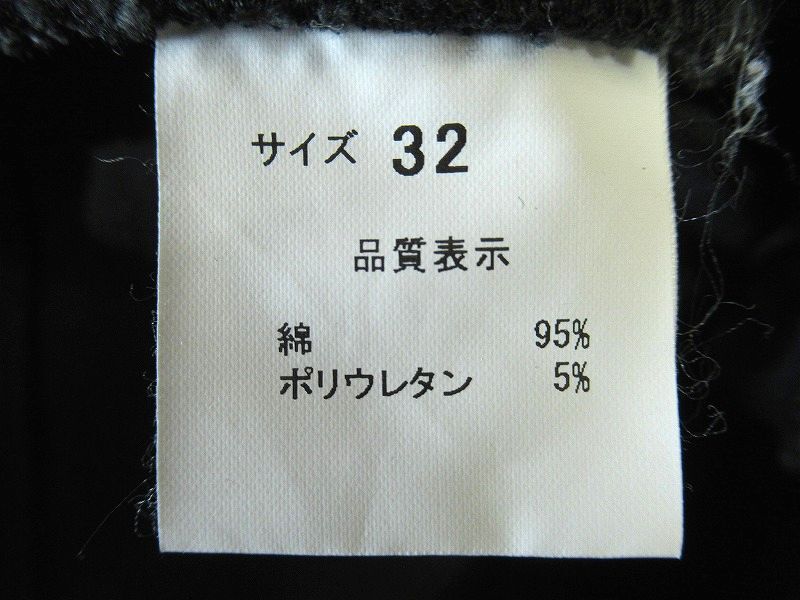 サイズ 32
品質表示
綿 95%
ポリウレタン 5%